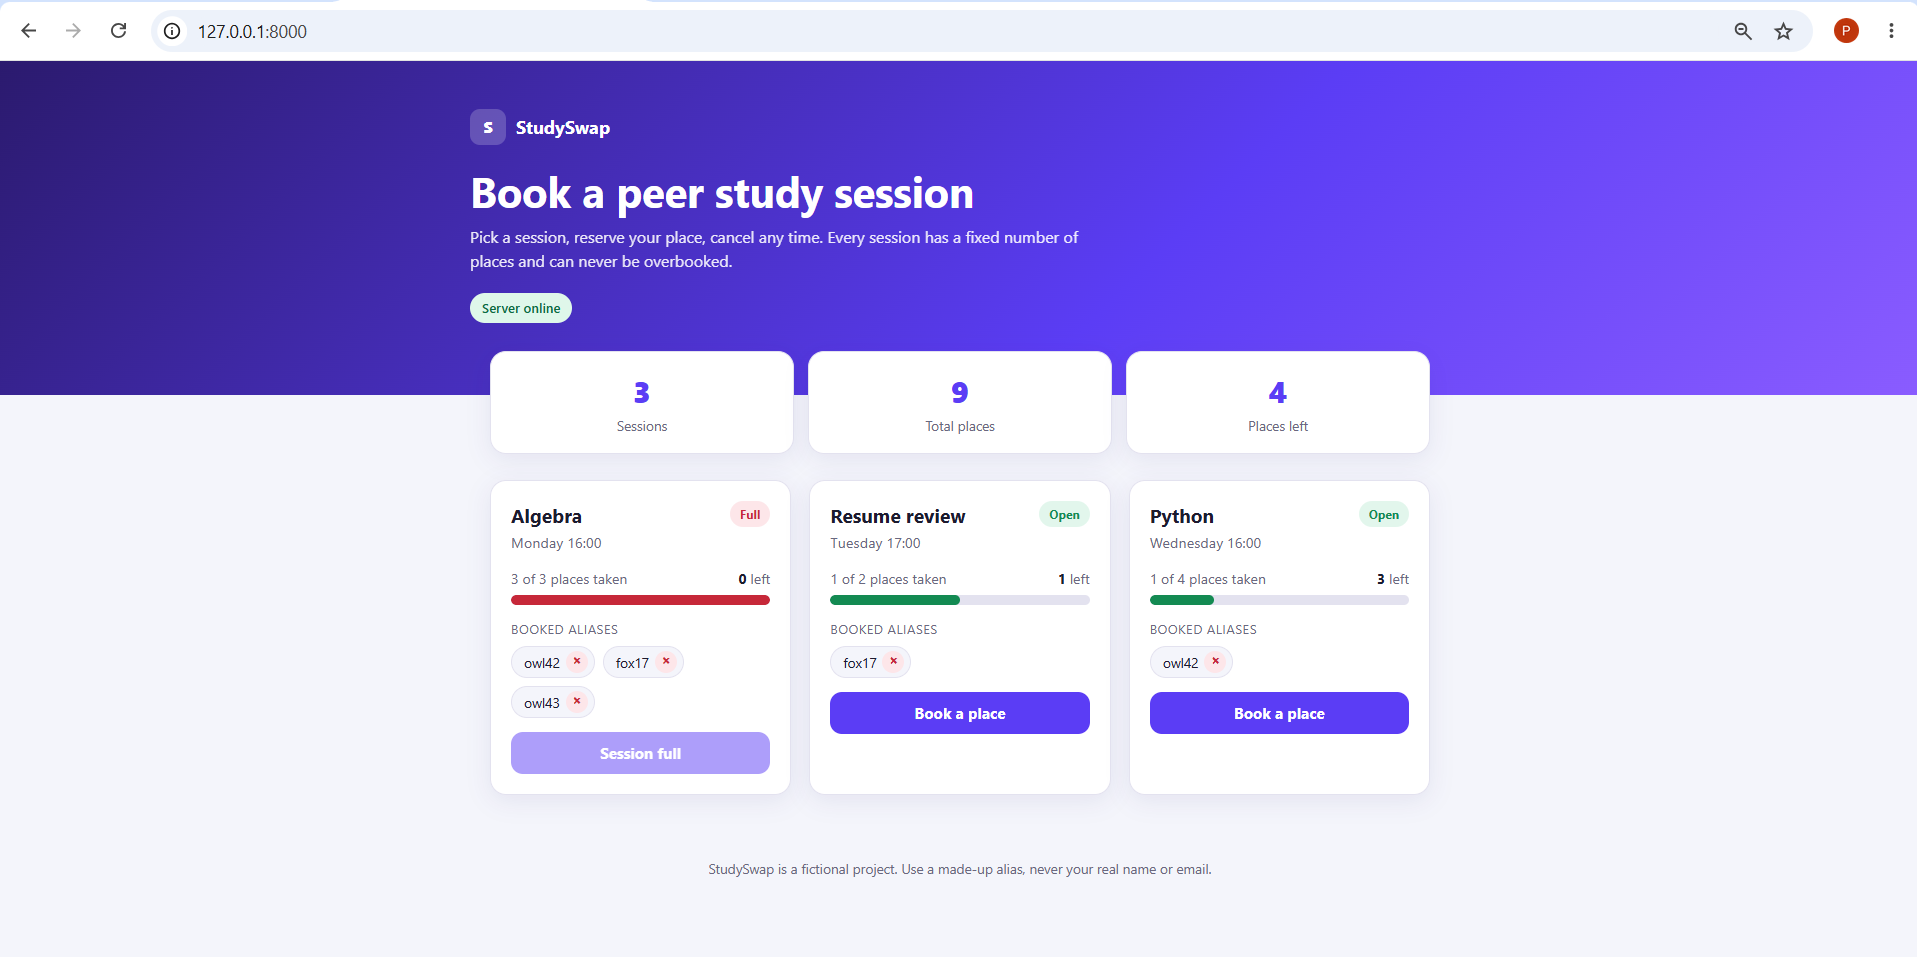 127.0.0.1:8000
P
S StudySwap
Book a peer study session
Pick a session, reserve your place, cancel any time. Every session has a fixed number of
places and can never be overbooked.
Server online
3
Sessions
9
Total places
4
Places left
Algebra Full
Monday 16:00
3 of 3 places taken 0 left
BOOKED ALIASES
owl42 × fox17 ×
owl43 ×
Session full
Resume review Open
Tuesday 17:00
1 of 2 places taken 1 left
BOOKED ALIASES
fox17 ×
Book a place
Python Open
Wednesday 16:00
1 of 4 places taken 3 left
BOOKED ALIASES
owl42 ×
Book a place
StudySwap is a fictional project. Use a made-up alias, never your real name or email.